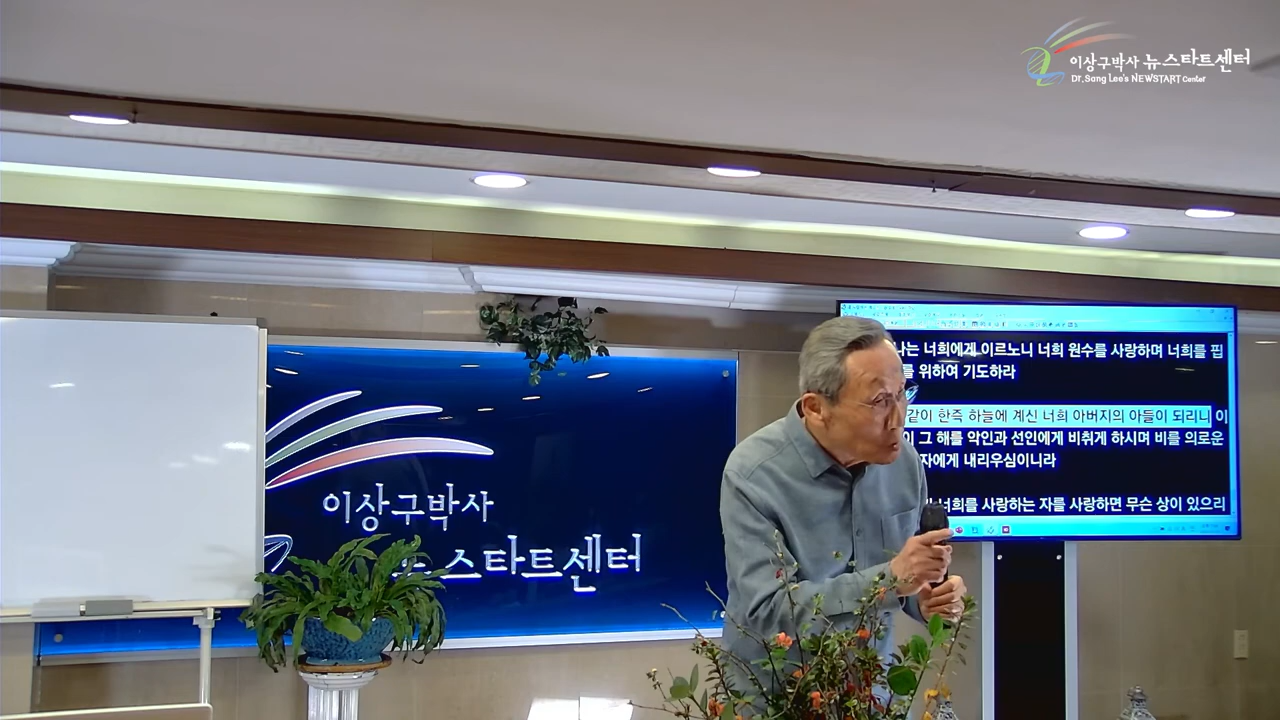 이상구박사 뉴스타트센터
Dr. Sang Lee's NEWSTART Center
이상구박사
뉴스타트센터
나는 너희에게 이르노니 너희 원수를 사랑하며 너희를 핍
를 위하여 기도하라
같이 한즉 하늘에 계신 너희 아버지의 아들이 되리니 이
그 해를 악인과 선인에게 비취게 하시며 비를 의로운
자에게 내리우심이니라
너희를 사랑하는 자를 사랑하면 무슨 상이 있으리